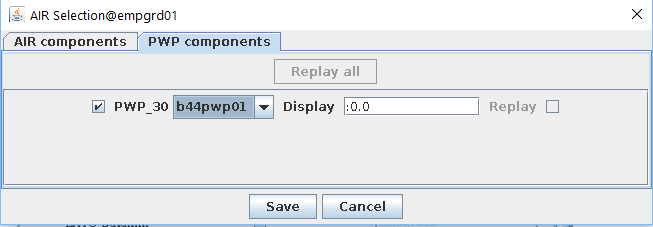 AIR Selection@empgrd01
AIR components PWP components
Replay all
PWP_30 b44pwp01 Display :0.0 Replay
Save Cancel